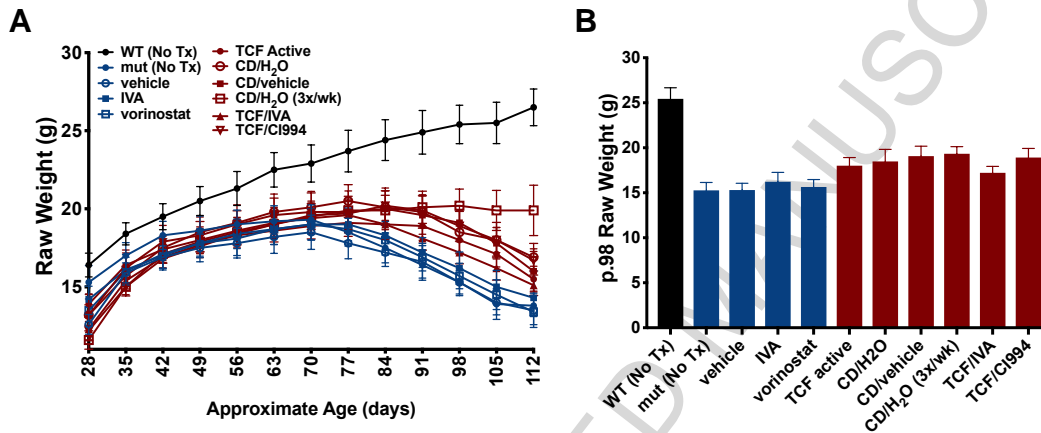 A
Raw Weight (g)
30
25
20
15
WT (No Tx)
mut (No Tx)
vehicle
IVA
vorinostat
TCF Active
CD/H₂O
CD/vehicle
CD/H₂O (3x/wk)
TCF/IVA
TCF/CI994
29
35
42
49
56
63
70
77
84
91
98
105
112
Approximate Age (days)
B
p.98 Raw Weight (g)
30
25
20
15
10
5
0
WT (No Tx)
mut (No Tx)
vehicle
IVA
vorinostat
TCF active
CD/H2O
CD/vehicle
CD/H₂O (3x/wk)
TCF/IVA
TCF/CI994